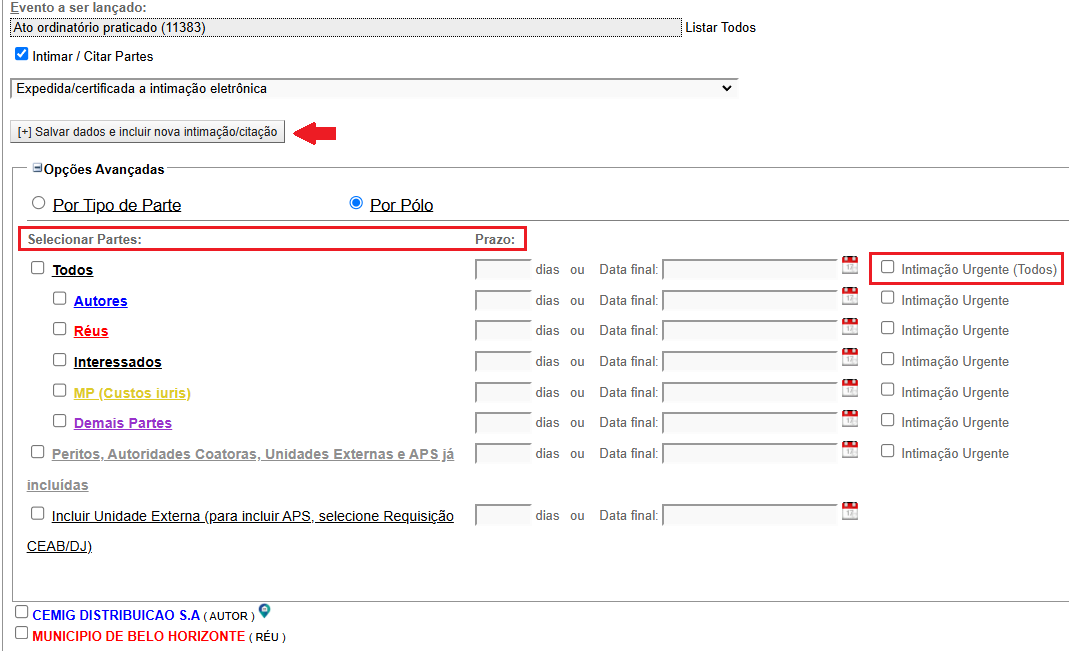 Evento a ser lançado:
Ato ordinatório praticado (11383) Listar Todos
Intimar / Citar Partes
Expedida/certificada a intimação eletrônica
[+] Salvar dados e incluir nova intimação/citação
Opções Avançadas
Por Tipo de Parte Por Pólo
Selecionar Partes: Prazo:
Todos dias ou Data final: Intimação Urgente (Todos)
Autores dias ou Data final: Intimação Urgente
Réus dias ou Data final: Intimação Urgente
Interessados dias ou Data final: Intimação Urgente
MP (Custos iuris) dias ou Data final: Intimação Urgente
Demais Partes dias ou Data final: Intimação Urgente
Peritos, Autoridades Coatoras, Unidades Externas e APS já dias ou Data final: Intimação Urgente
incluídas
Incluir Unidade Externa (para incluir APS, selecione Requisição dias ou Data final:
CEAB/DJ)
CEMIG DISTRIBUICAO S.A ( AUTOR )
MUNICIPIO DE BELO HORIZONTE ( RÉU )